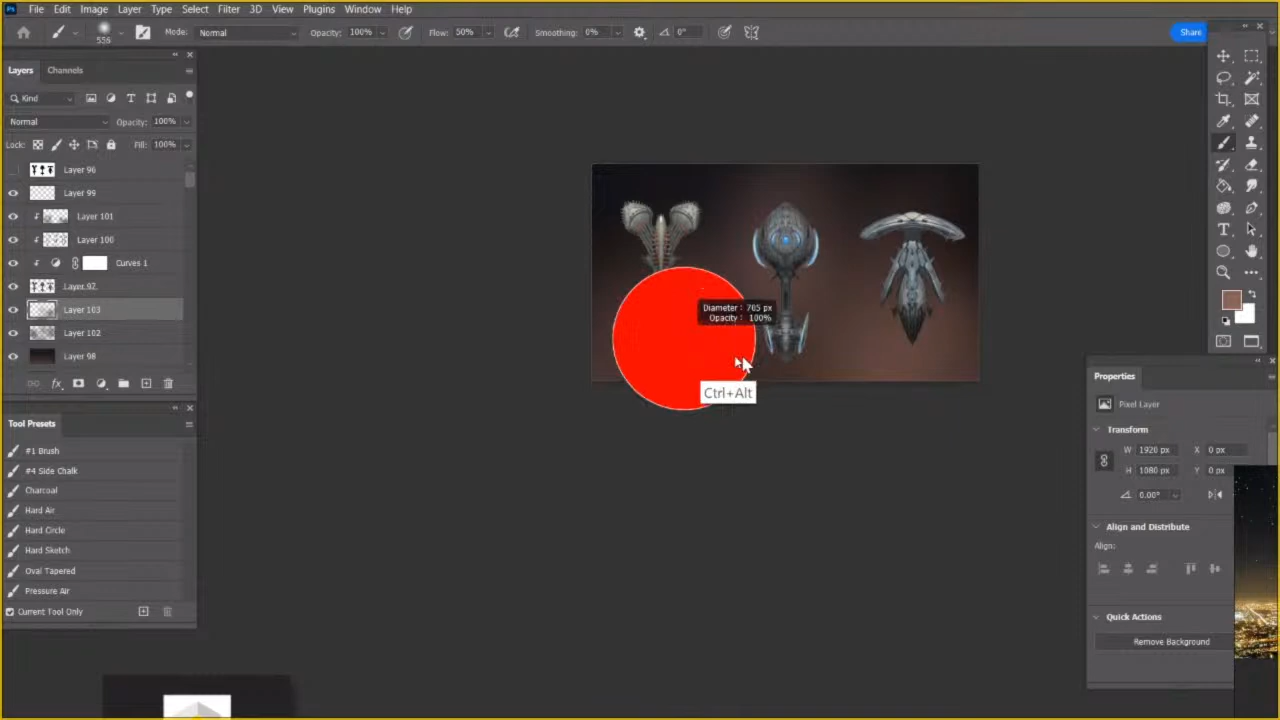 Ps File Edit Image Layer Type Select Filter 3D View Plugins Window Help
556 Mode: Normal Opacity: 100% Flow: 50% Smoothing: 0% 0° Share
Layers Channels
Kind
Normal Opacity: 100%
Lock: Fill: 100%
Layer 96
Layer 99
Layer 101
Layer 100
Curves 1
Layer 97
Layer 103
Layer 102
Layer 98
fx
Tool Presets
#1 Brush
#4 Side Chalk
Charcoal
Hard Air
Hard Circle
Hard Sketch
Oval Tapered
Pressure Air
Current Tool Only
Diameter: 705 px
Opacity: 100%
Ctrl+Alt
Properties
Pixel Layer
Transform
W 1920 px X 0 px
H 1080 px Y 0 px
0.00°
Align and Distribute
Align:
Quick Actions
Remove Background